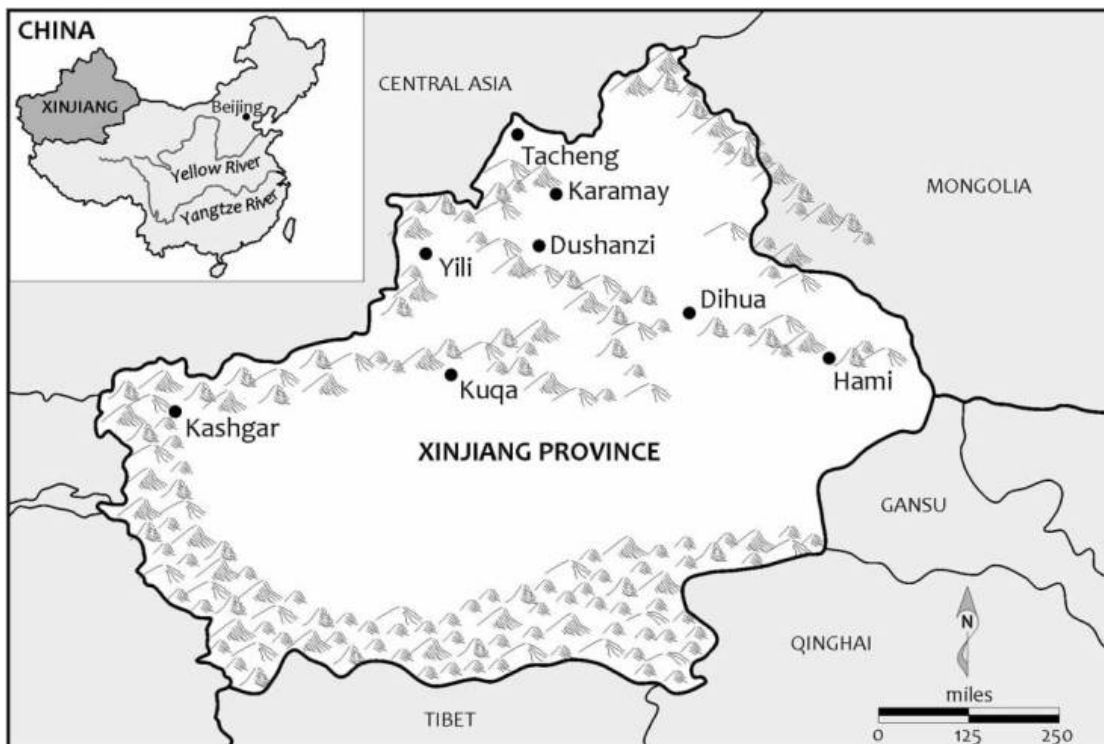 CHINA
XINJIANG
Beijing
Yellow River
Yangtze River
CENTRAL ASIA
MONGOLIA
Tacheng
Karamay
Dushanzi
Yili
Dihua
Hami
Kuqa
Kashgar
XINJIANG PROVINCE
GANSU
QINGHAI
TIBET
N
miles
0 125 250